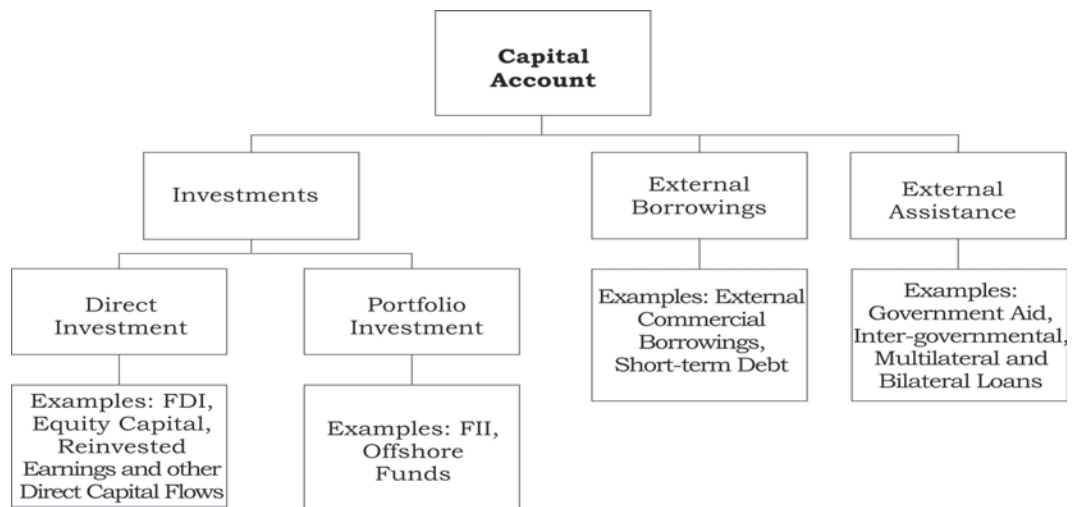 Capital
Account
Investments
External
Borrowings
External
Assistance
Direct
Investment
Portfolio
Investment
Examples: External
Commercial
Borrowings,
Short-term Debt
Examples:
Government Aid,
Inter-governmental,
Multilateral and
Bilateral Loans
Examples: FDI,
Equity Capital,
Reinvested
Earnings and other
Direct Capital Flows
Examples: FII,
Offshore
Funds